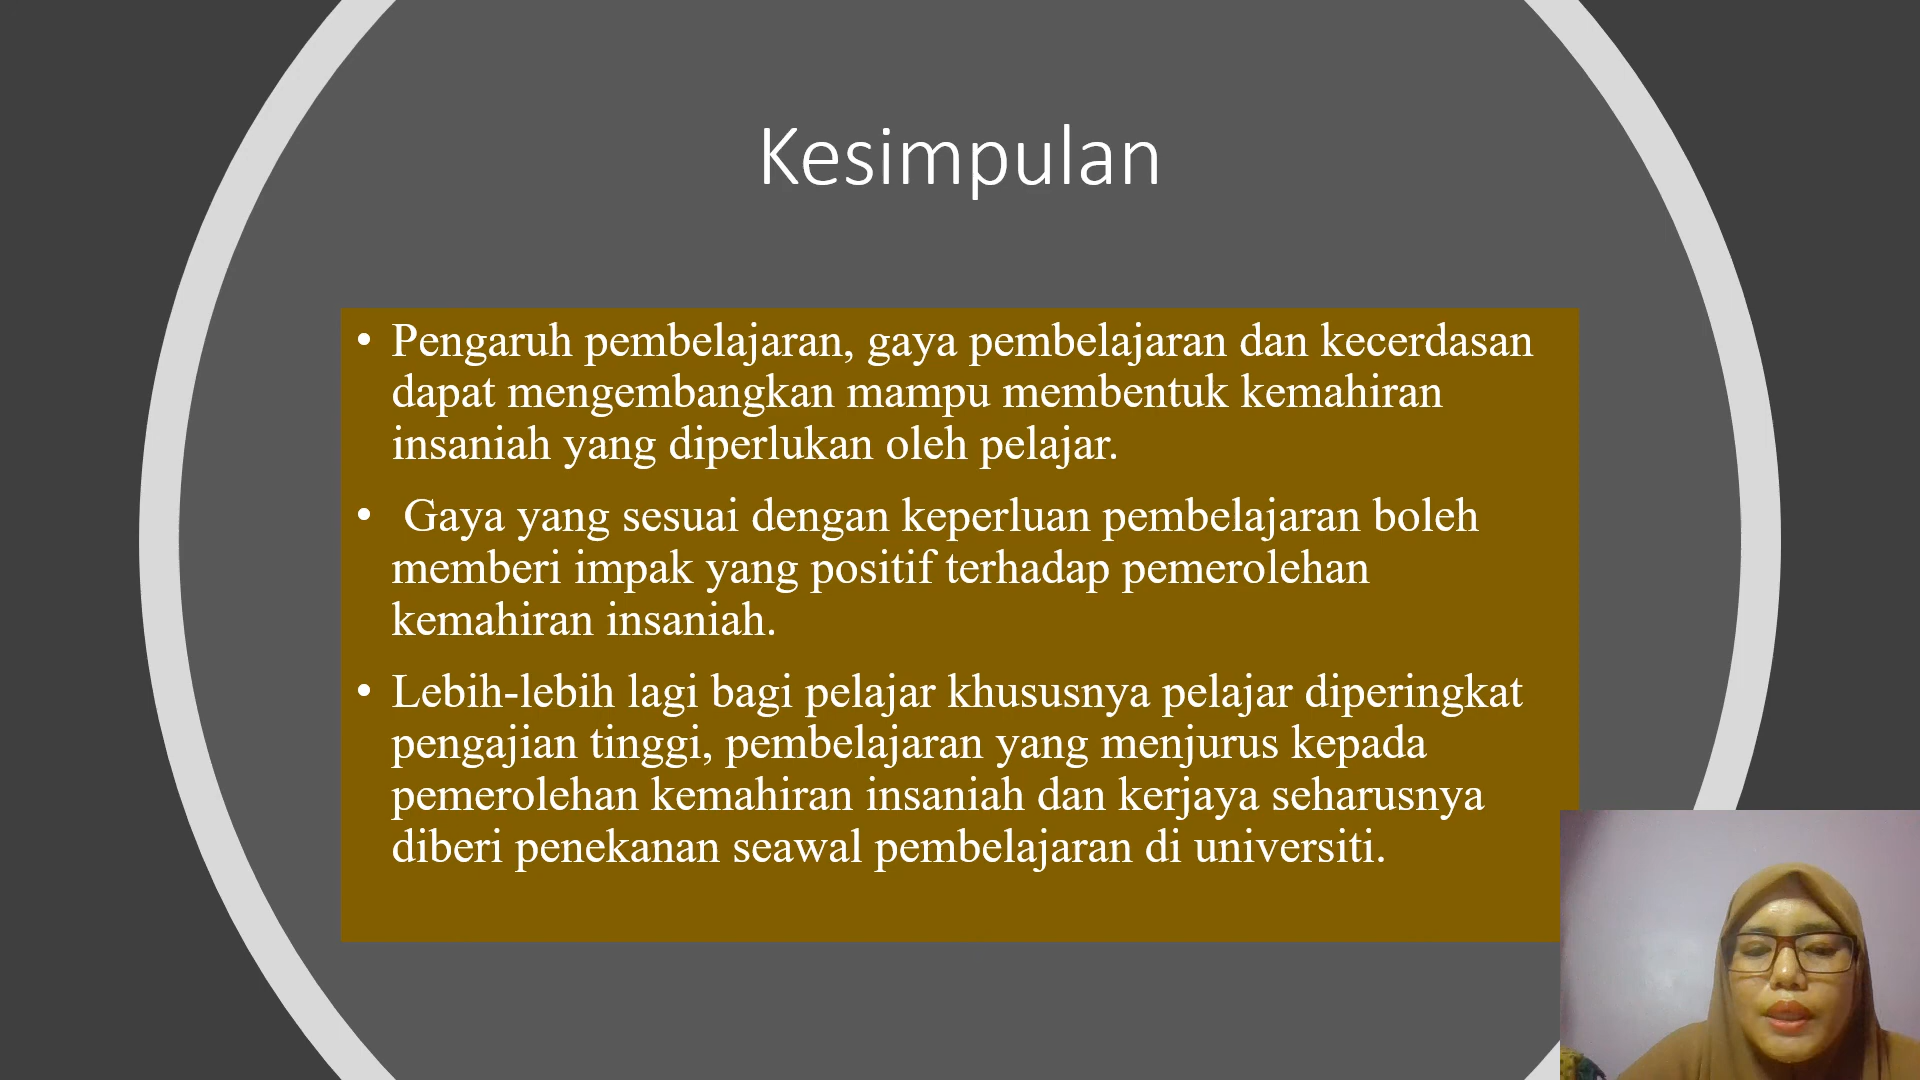 Kesimpulan
• Pengaruh pembelajaran, gaya pembelajaran dan kecerdasan
dapat mengembangkan mampu membentuk kemahiran
insaniah yang diperlukan oleh pelajar.
• Gaya yang sesuai dengan keperluan pembelajaran boleh
memberi impak yang positif terhadap pemerolehan
kemahiran insaniah.
• Lebih-lebih lagi bagi pelajar khususnya pelajar diperingkat
pengajian tinggi, pembelajaran yang menjurus kepada
pemerolehan kemahiran insaniah dan kerjaya seharusnya
diberi penekanan seawal pembelajaran di universiti.